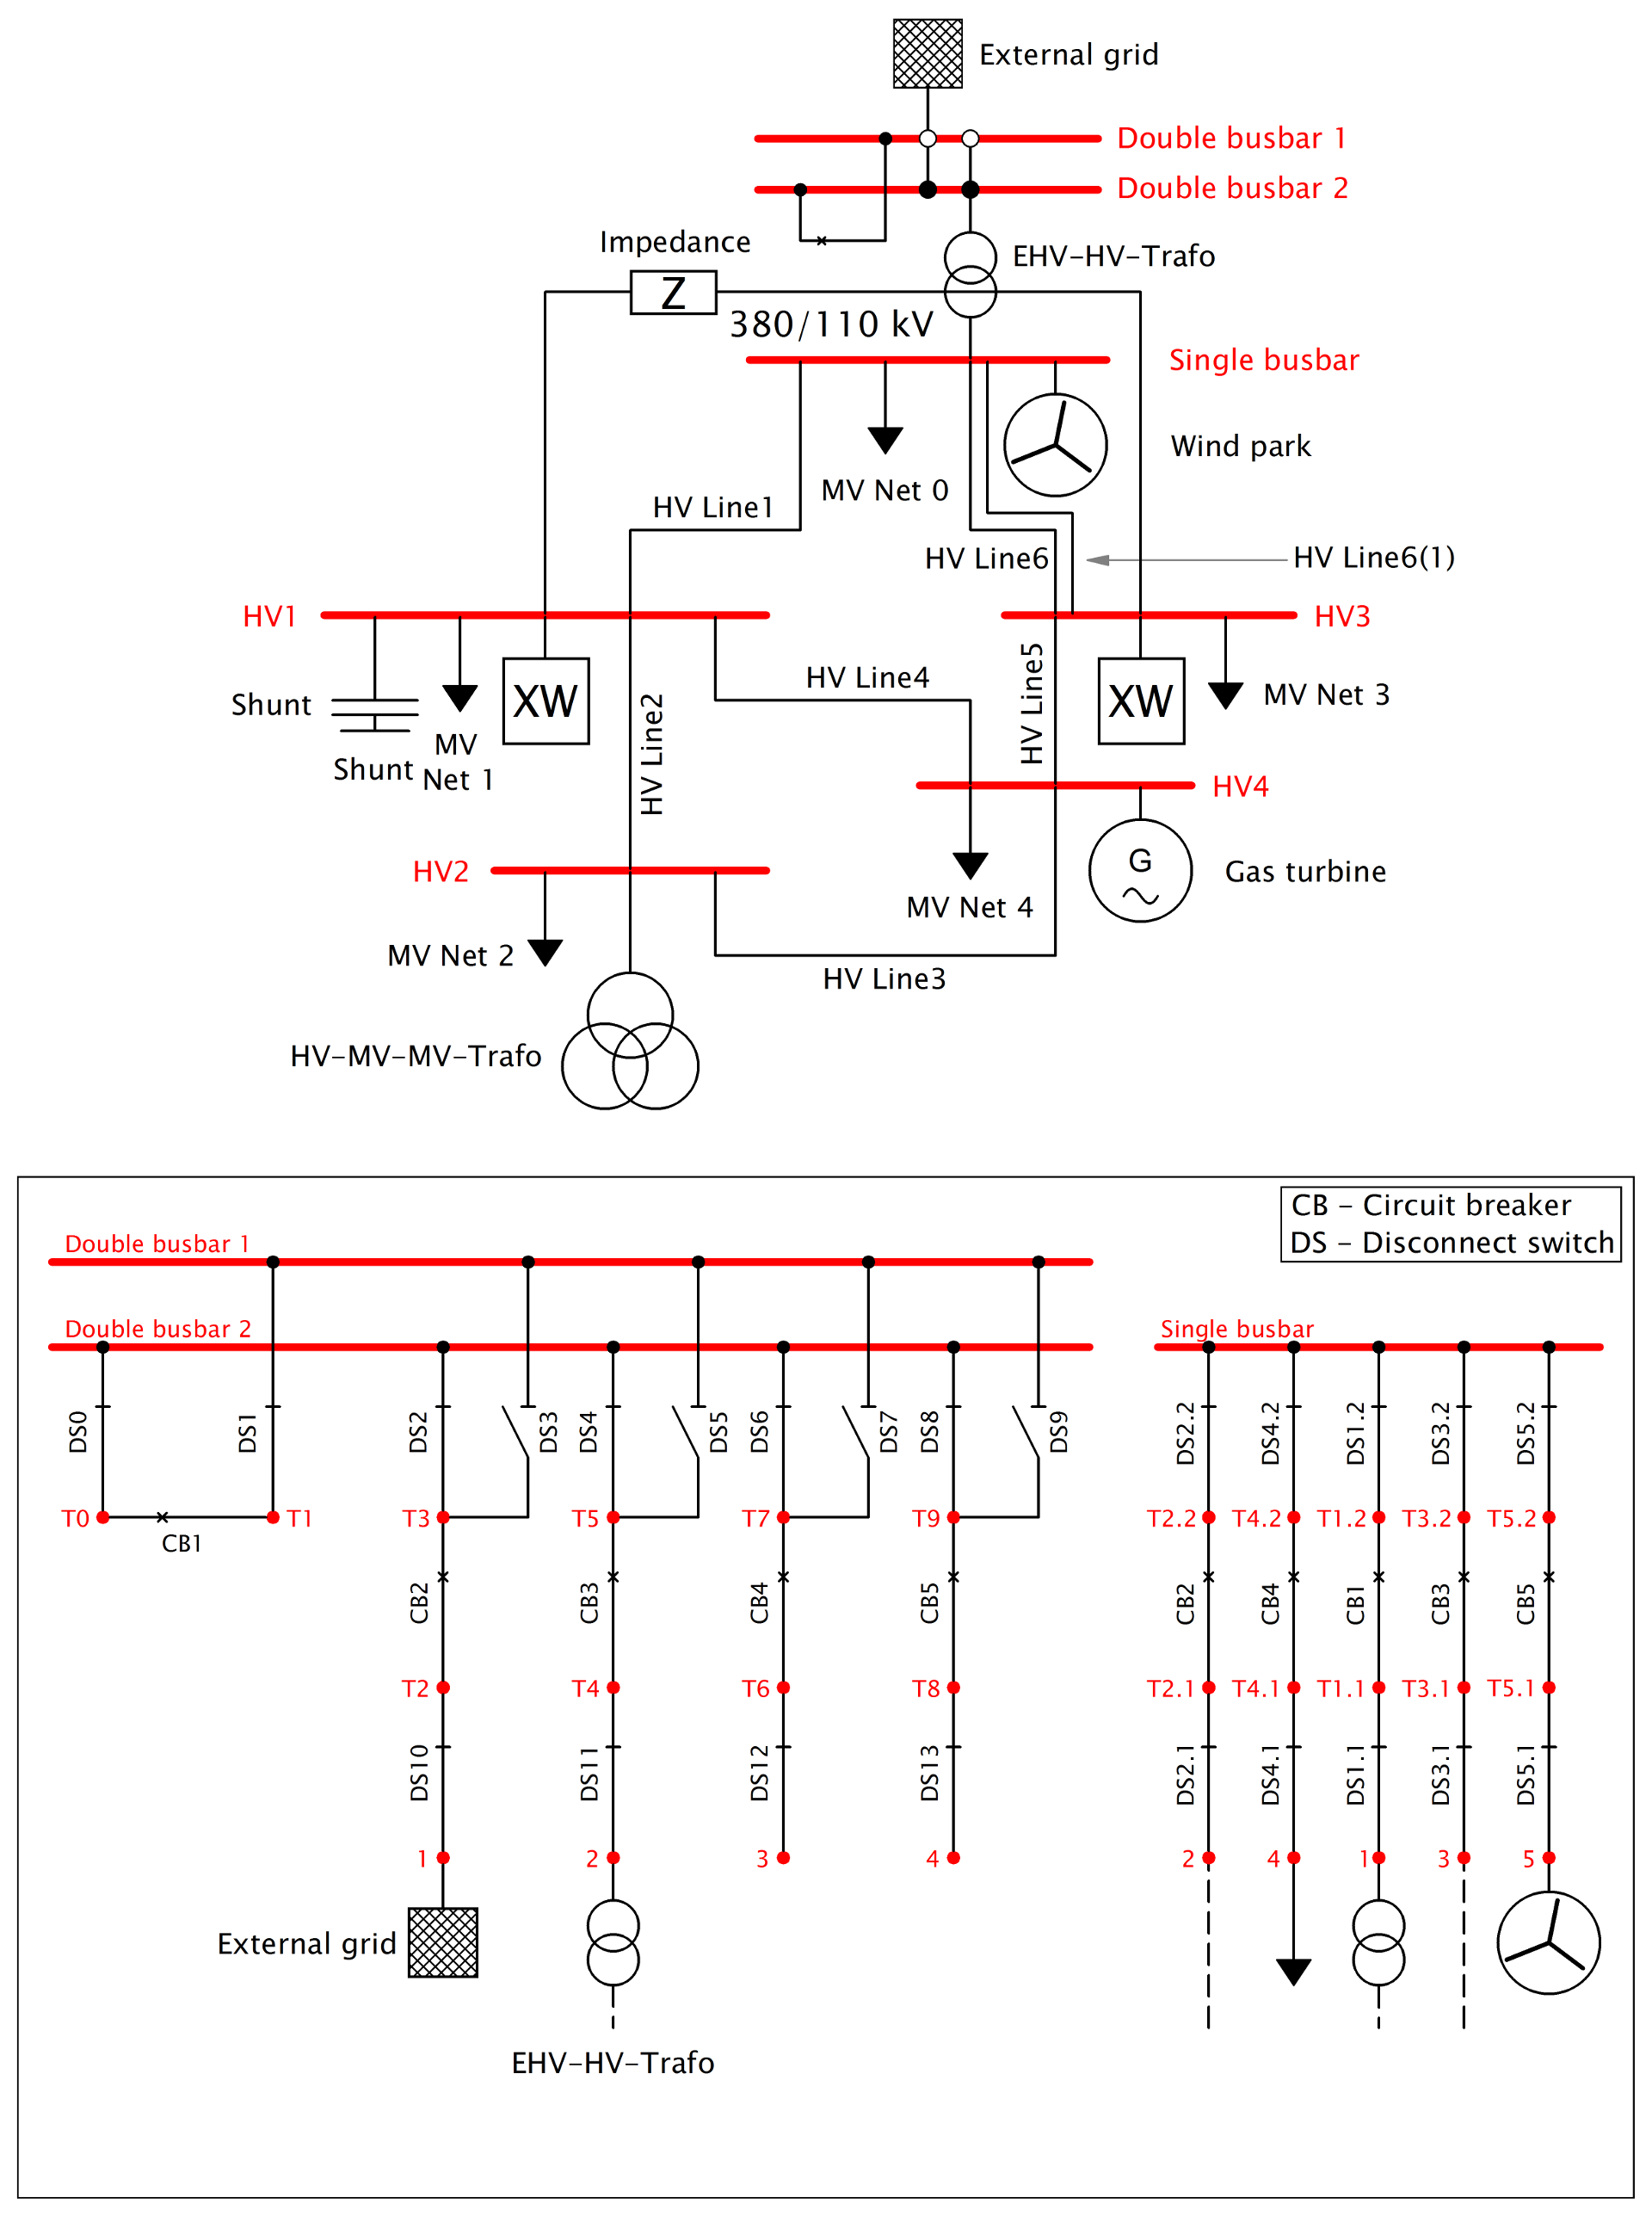 External grid
Double busbar 1
Double busbar 2
Impedance
EHV-HV-Trafo
Z
380/110 kV
Single busbar
Wind park
MV Net 0
HV Line1
HV Line6
HV Line6(1)
HV1
HV3
HV Line5
HV Line4
XW
XW
MV Net 3
Shunt
HV Line2
MV
Net 1
Shunt
HV4
G
Gas turbine
HV2
MV Net 4
MV Net 2
HV Line3
HV-MV-MV-Trafo
CB - Circuit breaker
DS - Disconnect switch
Double busbar 1
Double busbar 2
Single busbar
DS0
DS1
DS2
DS3
DS4
DS5
DS6
DS7
DS8
DS9
DS2.2
DS4.2
DS1.2
DS3.2
DS5.2
T0
T1
T3
T5
T7
T9
T2.2
T4.2
T1.2
T3.2
T5.2
CB1
CB2
CB3
CB4
CB5
CB2
CB4
CB1
CB3
CB5
T2
T4
T6
T8
T2.1
T4.1
T1.1
T3.1
T5.1
DS10
DS11
DS12
DS13
DS2.1
DS4.1
DS1.1
DS3.1
DS5.1
1
2
3
4
2
4
1
3
5
External grid
EHV-HV-Trafo